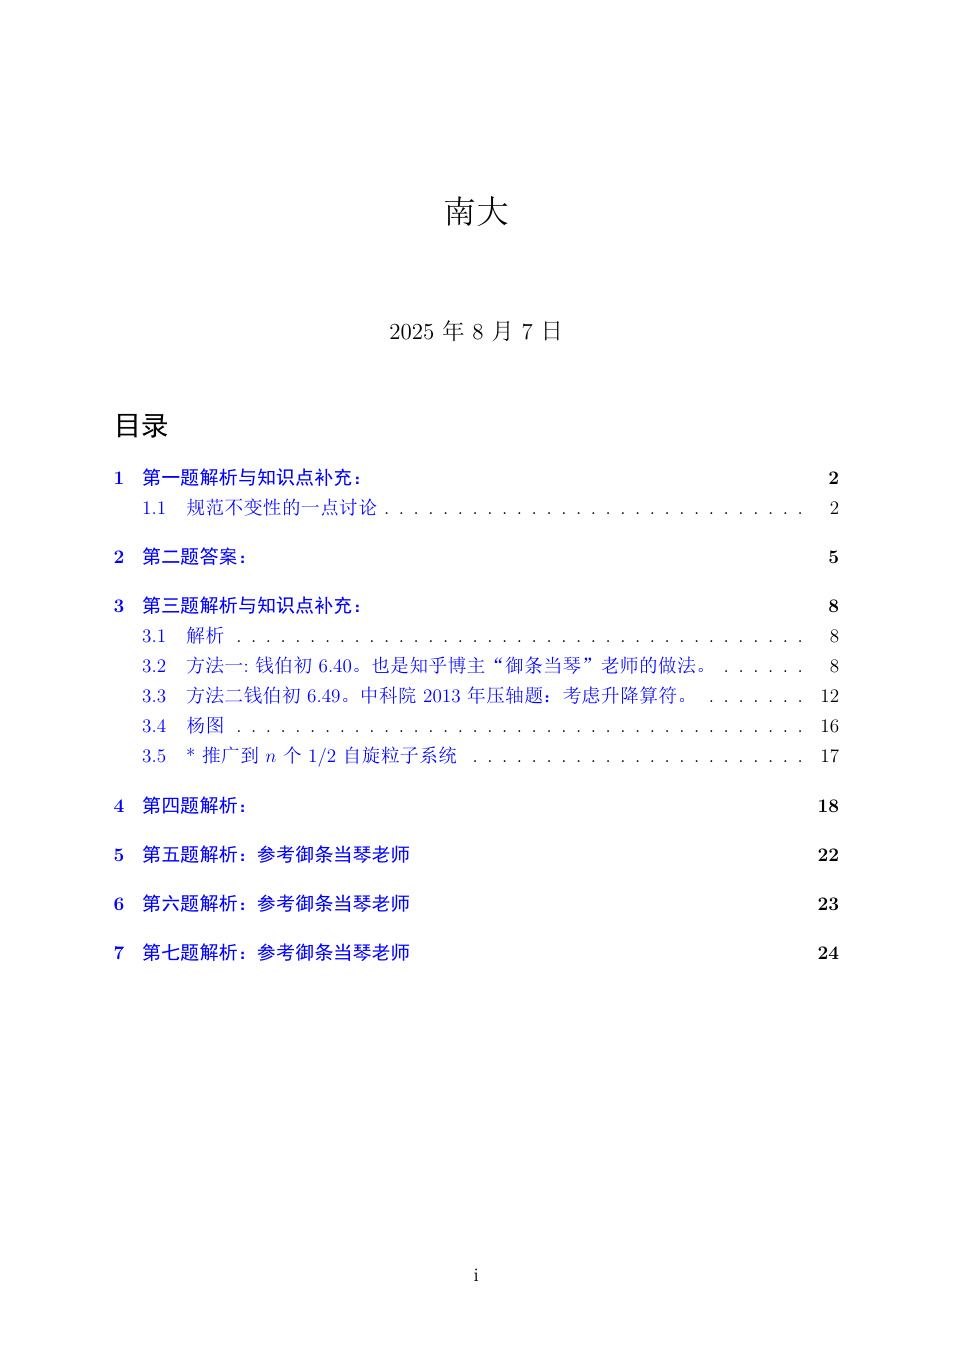 南大
2025 年 8 月 7 日
目录
1 第一题解析与知识点补充： 2
1.1 规范不变性的一点讨论 . . . . . . . . . . . . . . . . . . . . . . . . . . . . . 2
2 第二题答案： 5
3 第三题解析与知识点补充： 8
3.1 解析 . . . . . . . . . . . . . . . . . . . . . . . . . . . . . . . . . . . . . . . 8
3.2 方法一: 钱伯初 6.40。也是知乎博主“御条当琴”老师的做法。 . . . . . . 8
3.3 方法二钱伯初 6.49。中科院 2013 年压轴题：考虑升降算符。 . . . . . . . 12
3.4 杨图 . . . . . . . . . . . . . . . . . . . . . . . . . . . . . . . . . . . . . . . 16
3.5 * 推广到 n 个 1/2 自旋粒子系统 . . . . . . . . . . . . . . . . . . . . . . . 17
4 第四题解析： 18
5 第五题解析：参考御条当琴老师 22
6 第六题解析：参考御条当琴老师 23
7 第七题解析：参考御条当琴老师 24
i